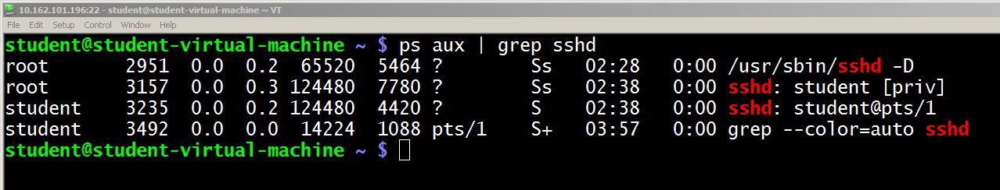 10.162.101.196:22 - student@student-virtual-machine ~ VT
File Edit Setup Control Window Help
student@student-virtual-machine ~ $ ps aux | grep sshd
root 2951 0.0 0.2 65520 5464 ? Ss 02:28 0:00 /usr/sbin/sshd -D
root 3157 0.0 0.3 124480 7780 ? Ss 02:38 0:00 sshd: student [priv]
student 3235 0.0 0.2 124480 4420 ? S 02:38 0:00 sshd: student@pts/1
student 3492 0.0 0.0 14224 1088 pts/1 S+ 03:57 0:00 grep --color=auto sshd
student@student-virtual-machine ~ $